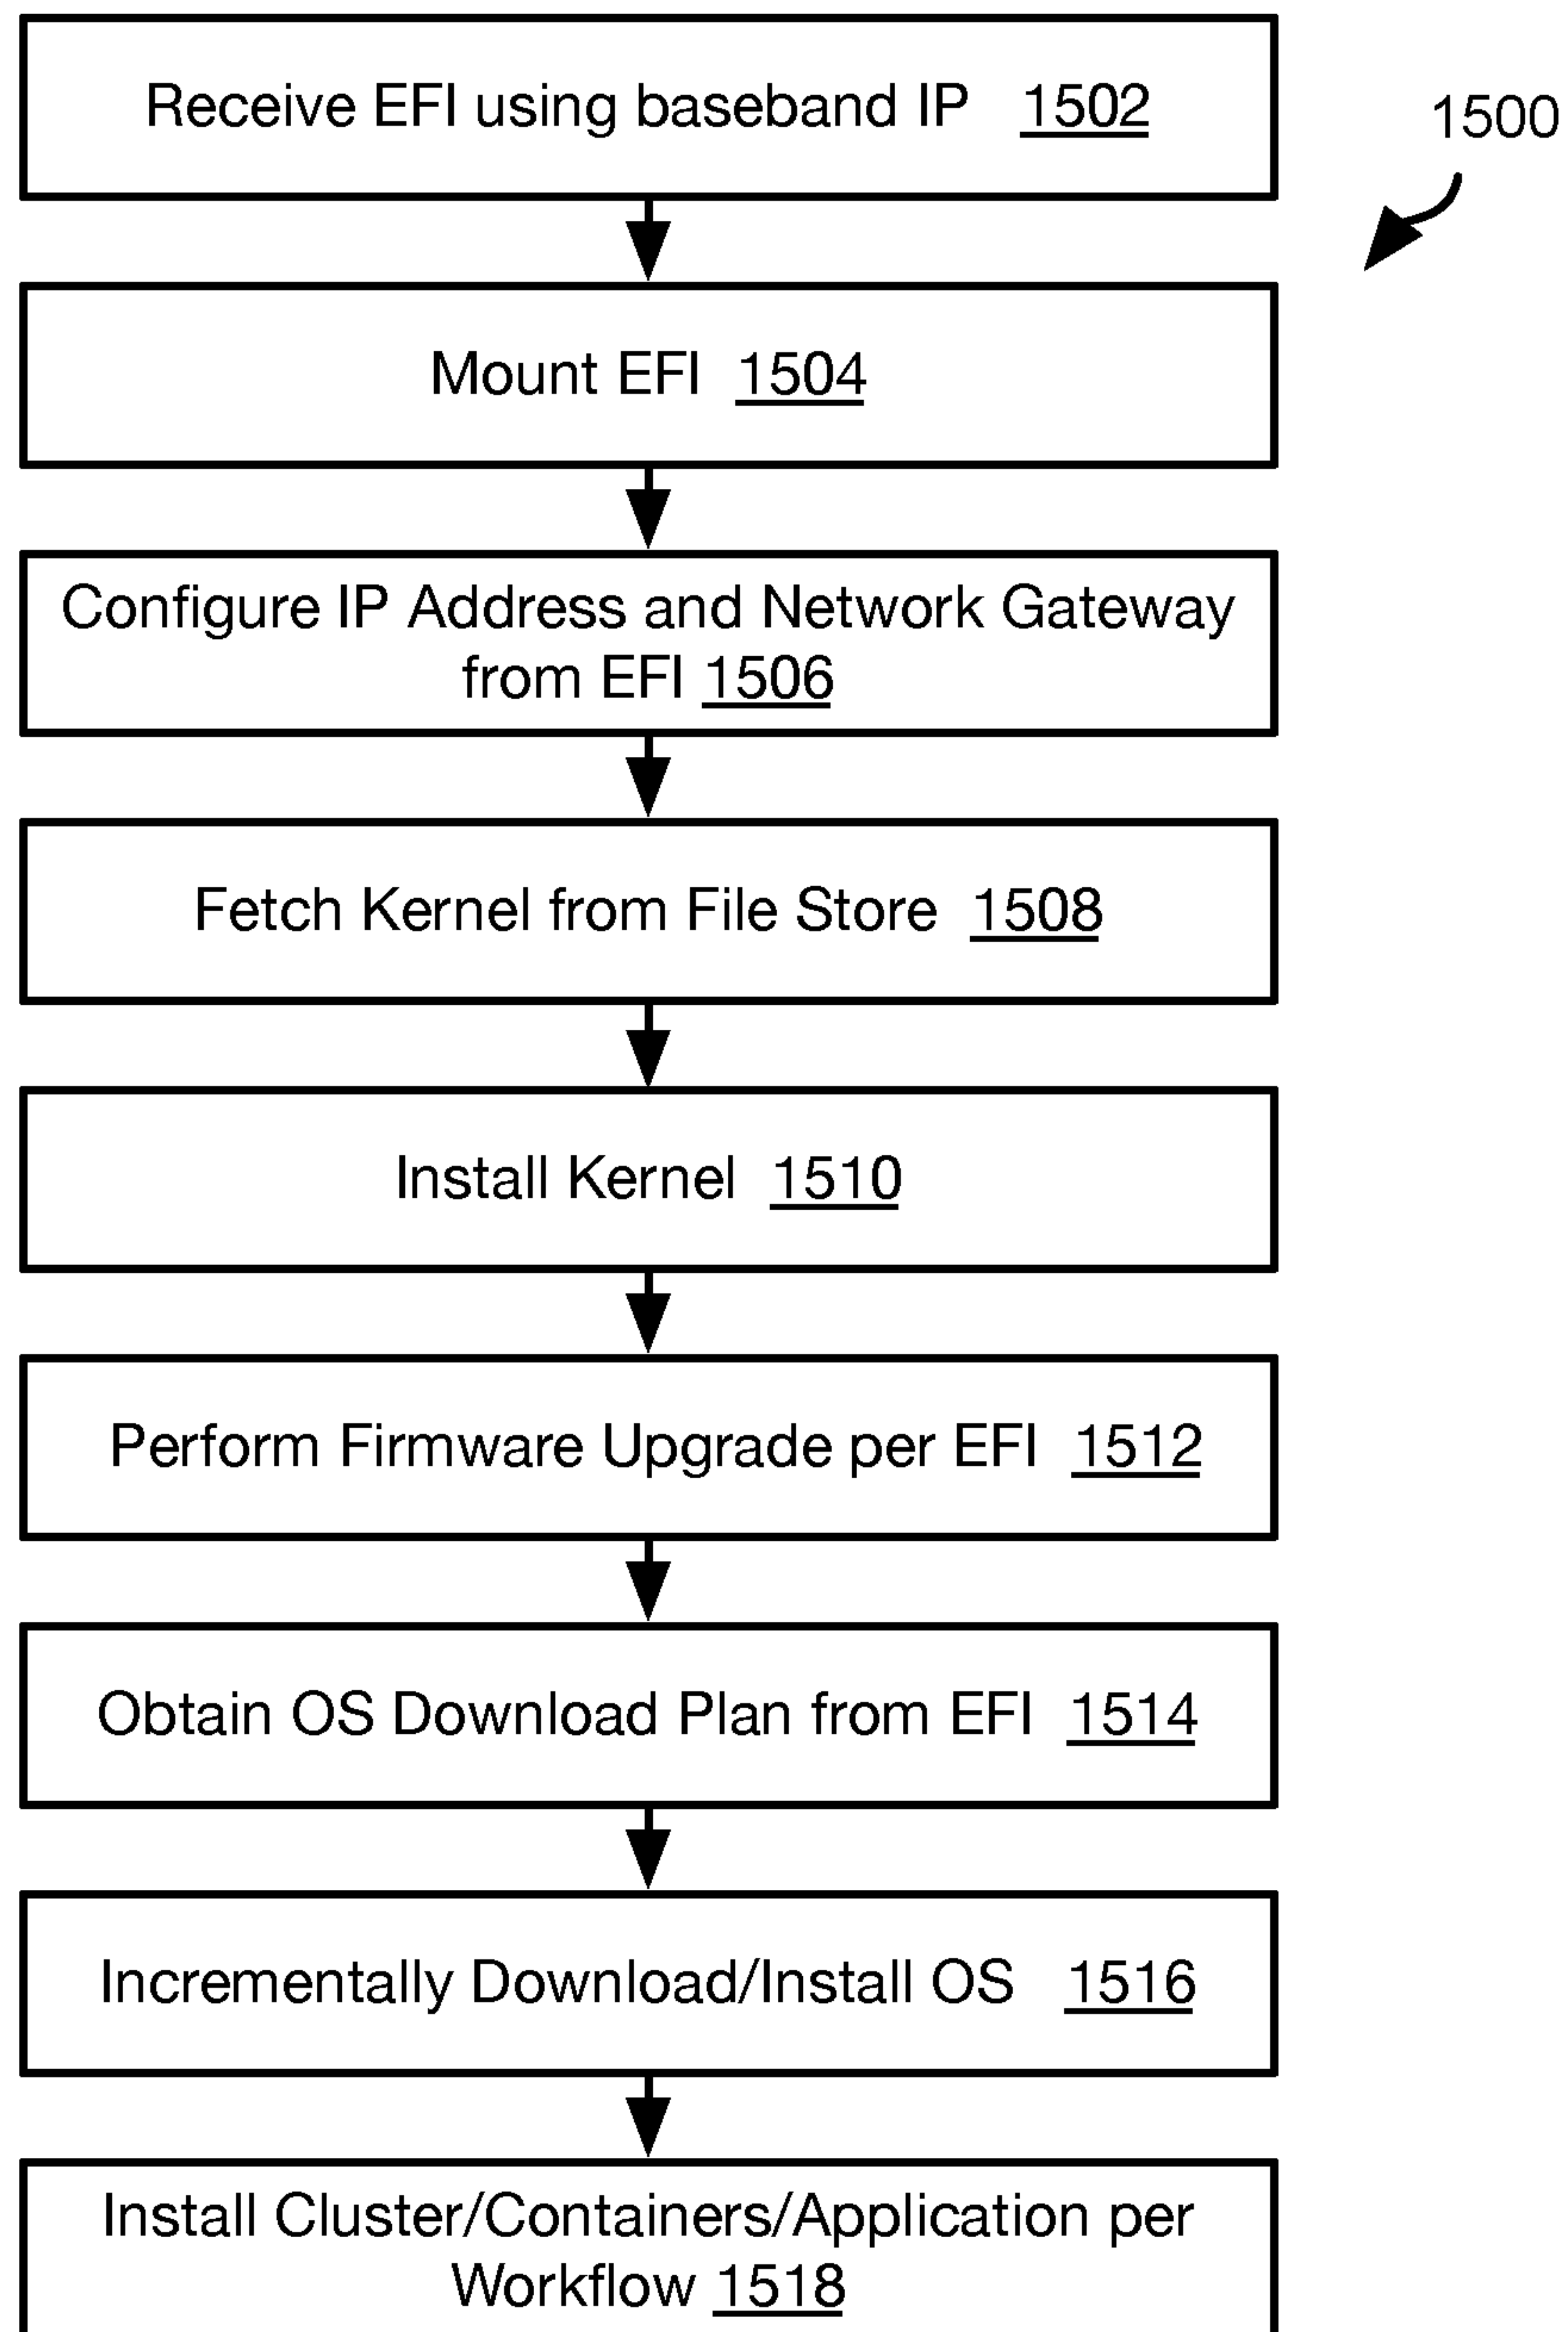 Receive EFI using baseband IP 1502
1500
Mount EFI 1504
Configure IP Address and Network Gateway
from EFI 1506
Fetch Kernel from File Store 1508
Install Kernel 1510
Perform Firmware Upgrade per EFI 1512
Obtain OS Download Plan from EFI 1514
Incrementally Download/Install OS 1516
Install Cluster/Containers/Application per
Workflow 1518